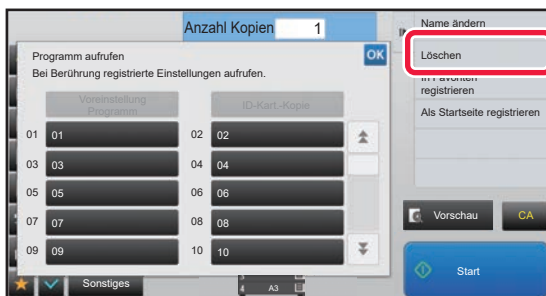 Anzahl Kopien 1
Programm aufrufen
OK
Bei Berührung registrierte Einstellungen aufrufen.
Voreinstellung
Programm
ID-Kart.-Kopie
01 01
02 02
03 03
04 04
05 05
06 06
07 07
08 08
09 09
10 10
Sonstiges
A3
4
Name ändern
Löschen
In Favoriten
registrieren
Als Startseite registrieren
Vorschau
CA
Start